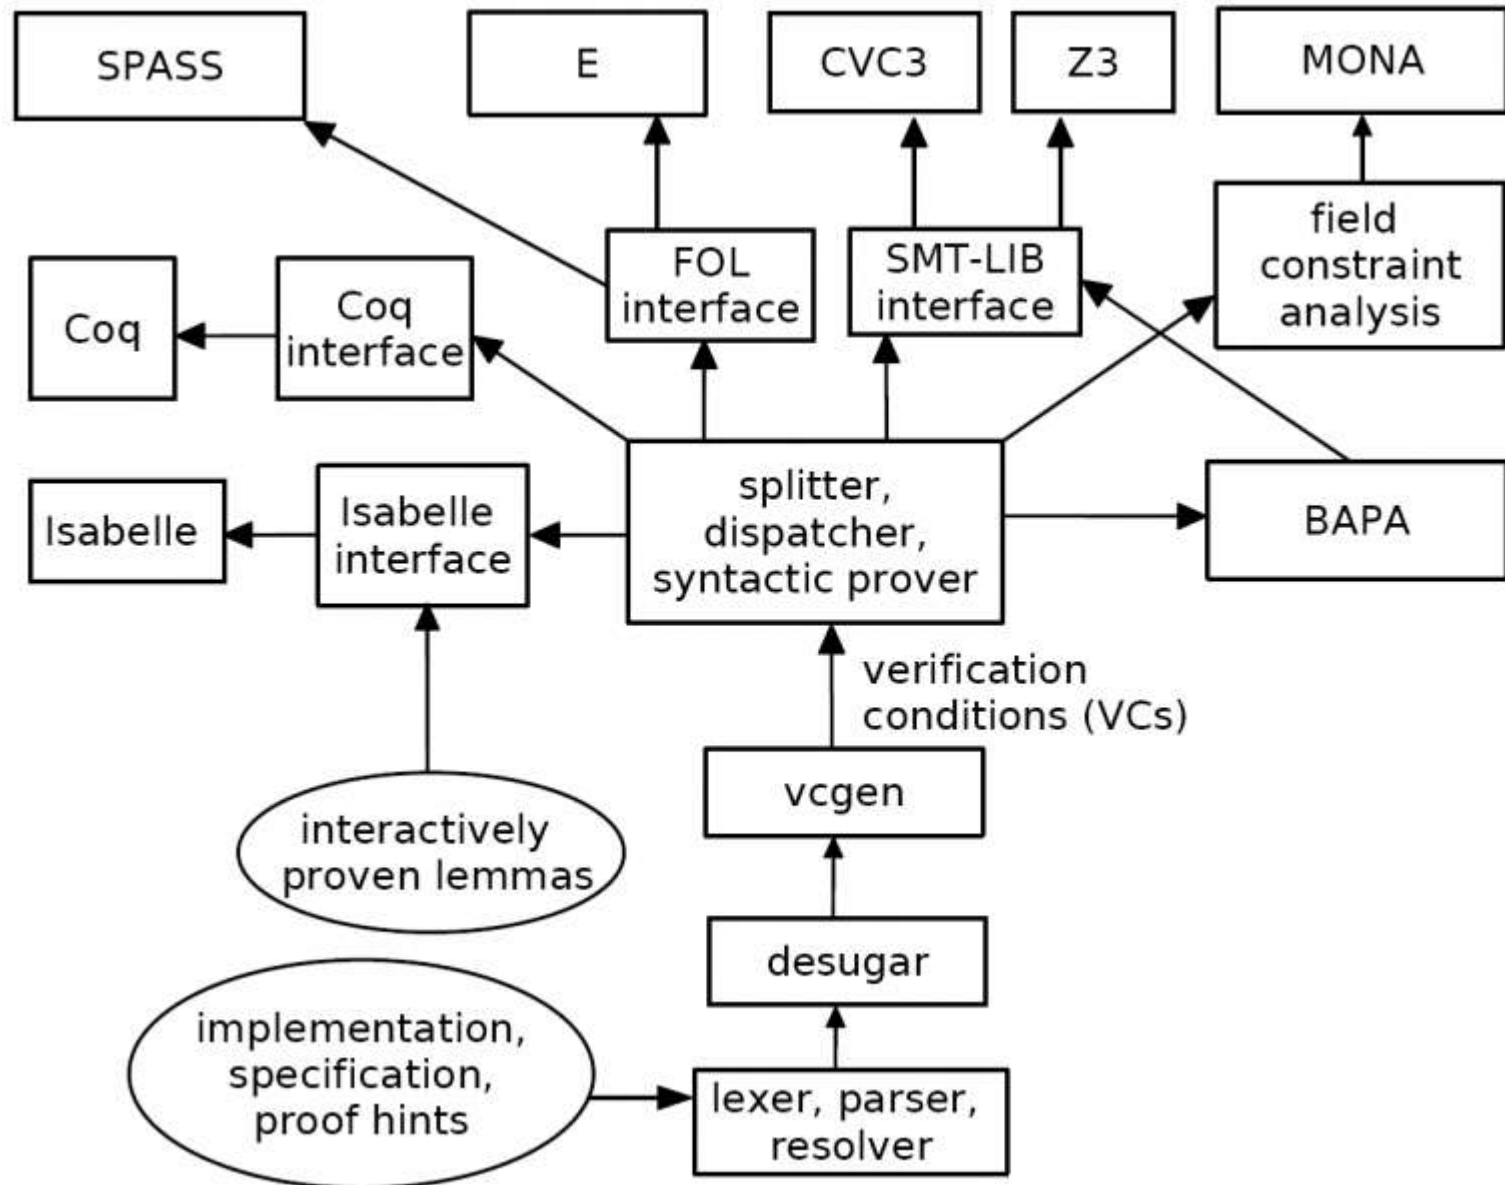 SPASS
E
CVC3
Z3
MONA
FOL
interface
SMT-LIB
interface
field
constraint
analysis
Coq
Coq
interface
Isabelle
Isabelle
interface
splitter,
dispatcher,
syntactic prover
BAPA
verification
conditions (VCs)
vcgen
interactively
proven lemmas
desugar
implementation,
specification,
proof hints
lexer, parser,
resolver